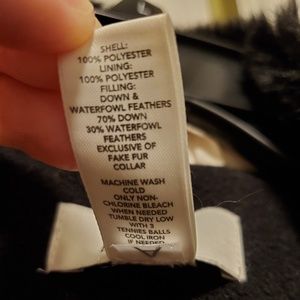 SHELL:
100% POLYESTER
LINING:
100% POLYESTER
FILLING:
DOWN &
WATERFOWL FEATHERS
70% DOWN
30% WATERFOWL
FEATHERS
EXCLUSIVE OF
FAKE FUR
COLLAR
MACHINE WASH
COLD
ONLY NON-
CHLORINE BLEACH
WHEN NEEDED
TUMBLE DRY LOW
WITH 3
TENNIES BALLS
COOL IRON
IF NEEDED